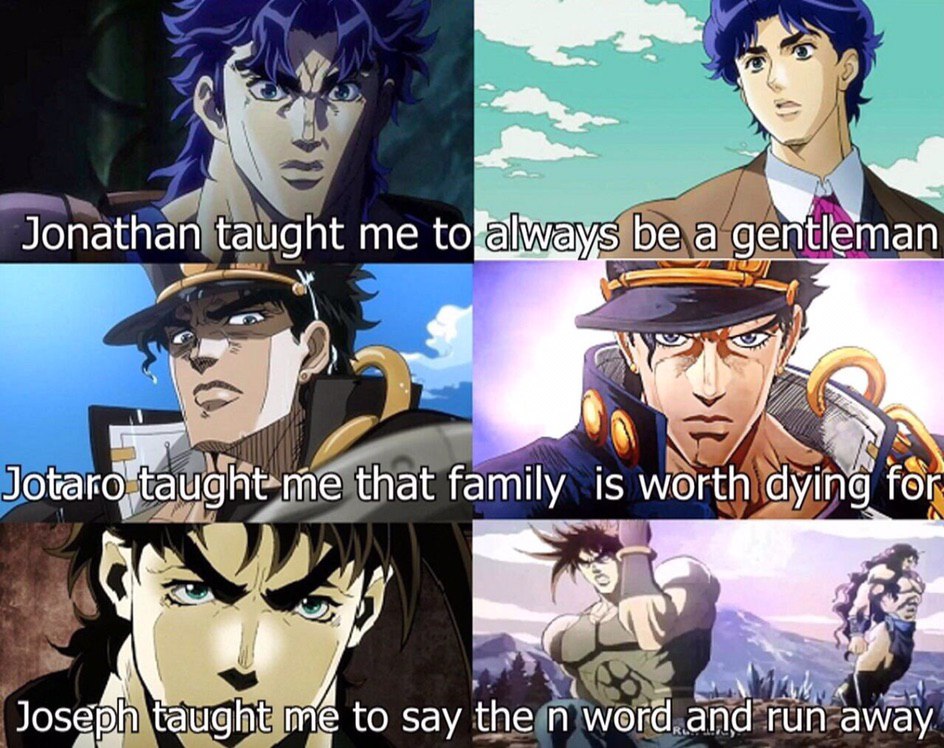 Jonathan taught me to always be a gentleman
Jotaro taught me that family is worth dying for
Joseph taught me to say the n word and run away